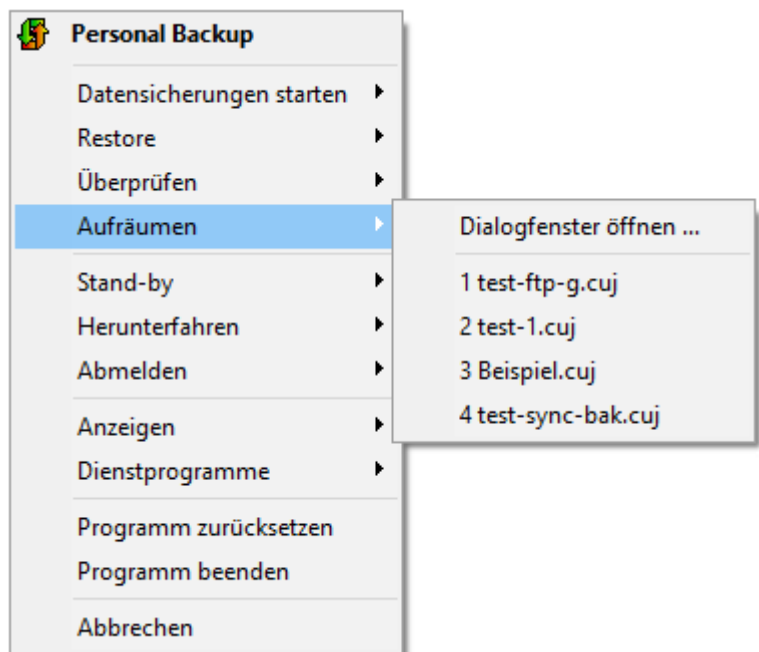 Personal Backup
Datensicherungen starten
Restore
Überprüfen
Aufräumen
Dialogfenster öffnen ...
1 test-ftp-g.cuj
2 test-1.cuj
3 Beispiel.cuj
4 test-sync-bak.cuj
Stand-by
Herunterfahren
Abmelden
Anzeigen
Dienstprogramme
Programm zurücksetzen
Programm beenden
Abbrechen